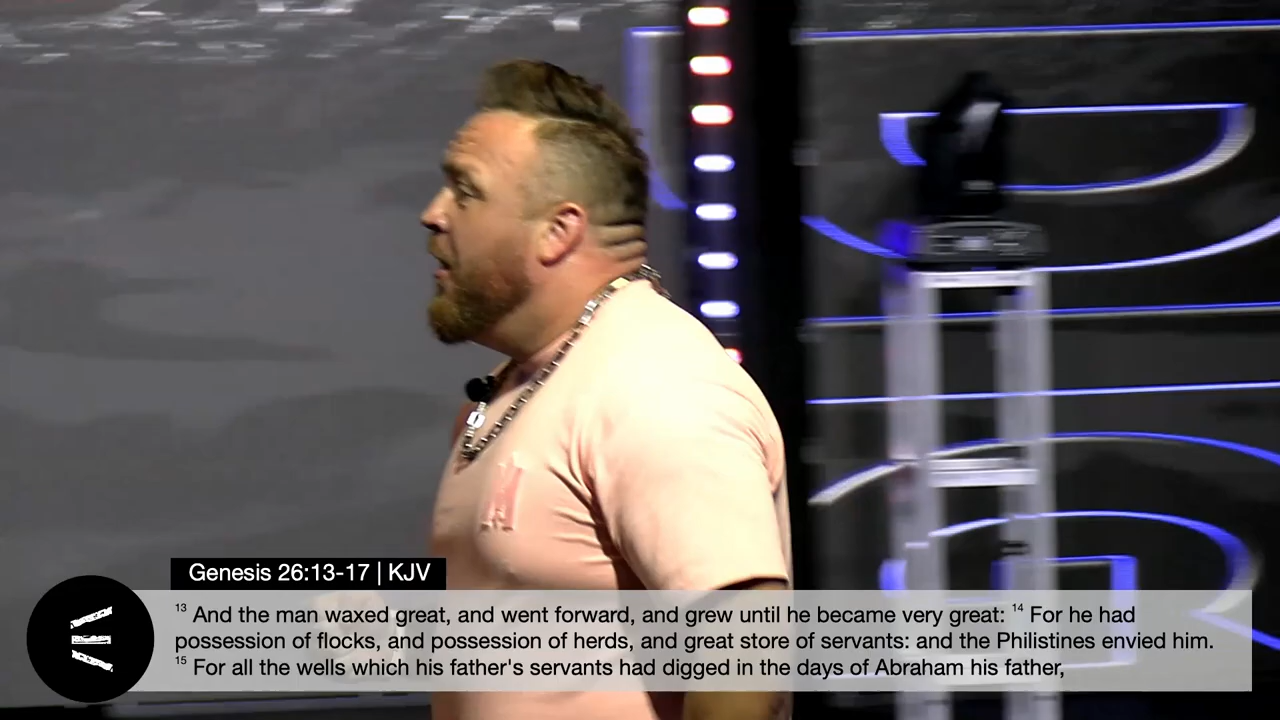 M
Genesis 26:13-17 | KJV
13 And the man waxed great, and went forward, and grew until he became very great: 14 For he had
possession of flocks, and possession of herds, and great store of servants: and the Philistines envied him.
15 For all the wells which his father's servants had digged in the days of Abraham his father,